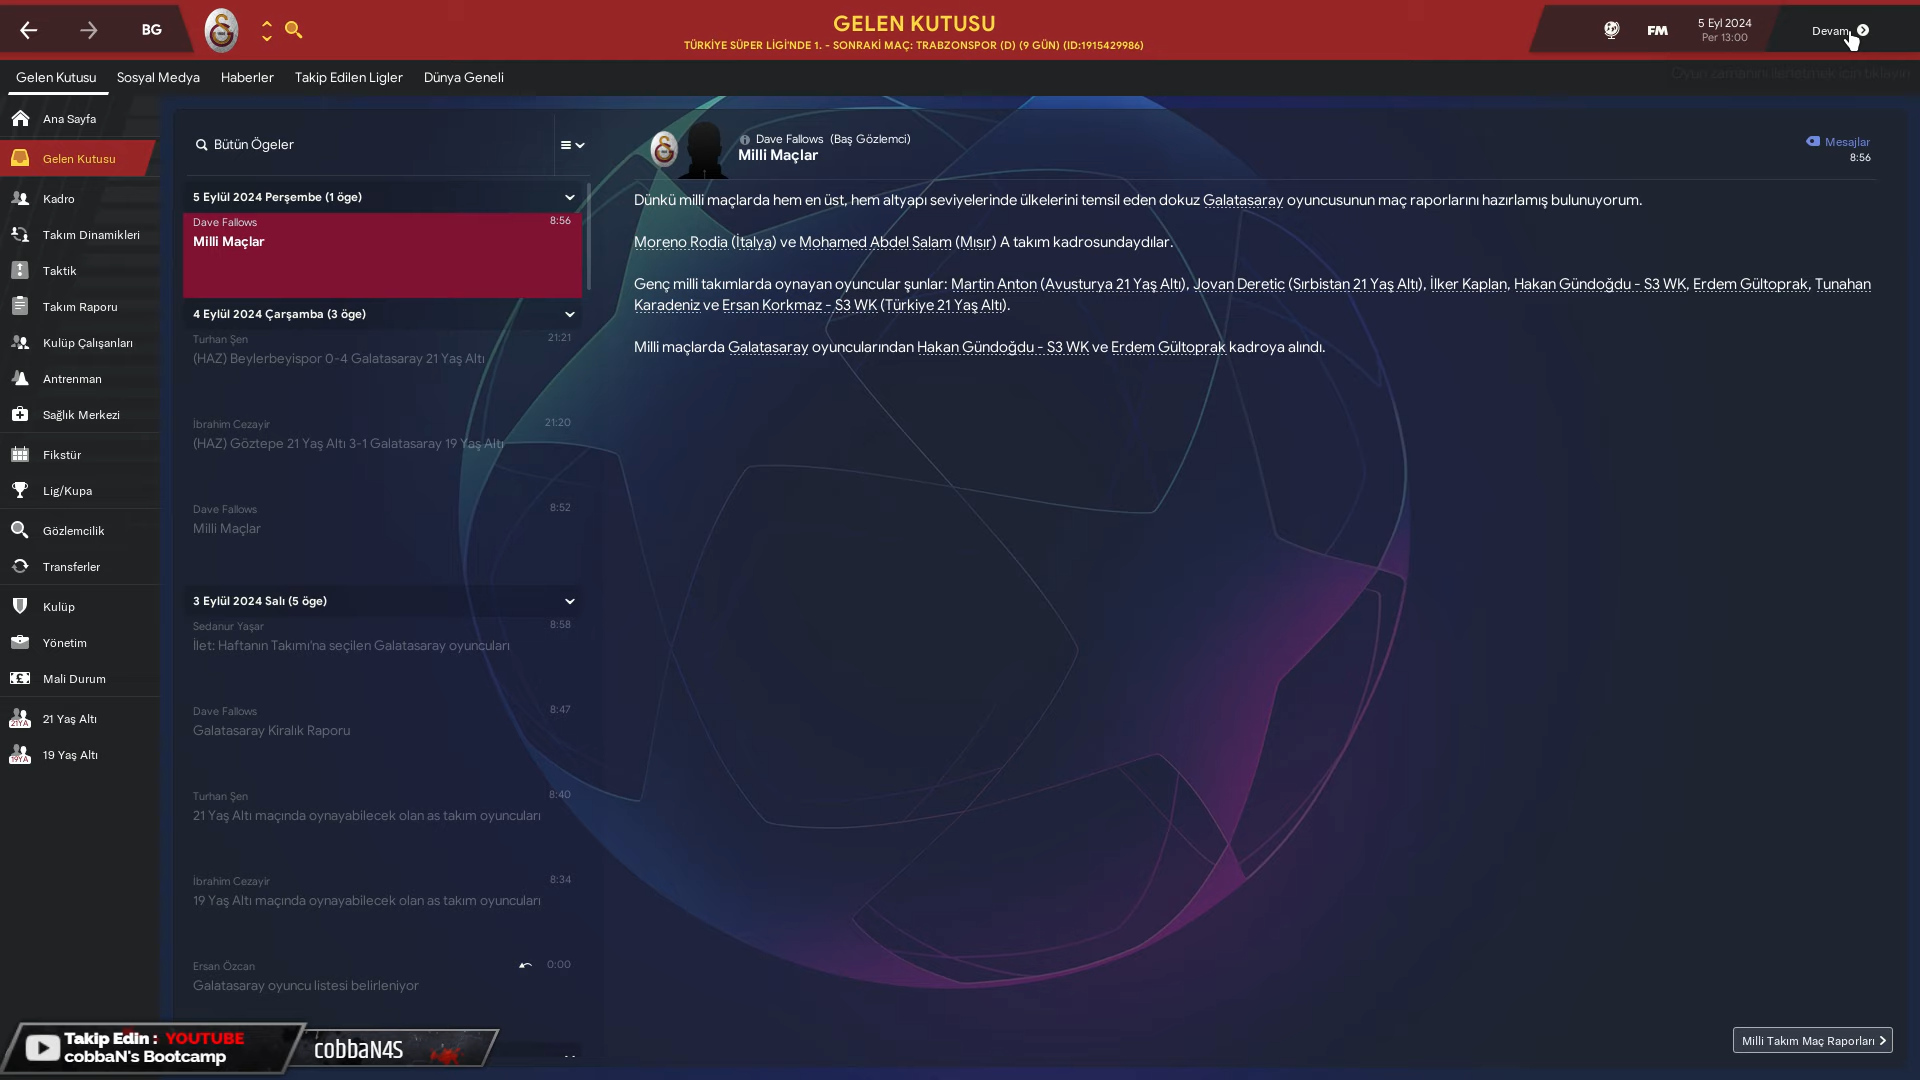 BG
GELEN KUTUSU
TÜRKİYE SÜPER LİGİ'NDE 1. - SONRAKİ MAÇ: TRABZONSPOR (D) (9 GÜN) (ID:1915429986)
FM
5 Eyl 2024
Per 13:00
Devam
Oyun zamanını ilerletmek için tıklayın
Gelen Kutusu
Sosyal Medya
Haberler
Takip Edilen Ligler
Dünya Geneli
Ana Sayfa
Gelen Kutusu
Kadro
Takım Dinamikleri
Taktik
Takım Raporu
Kulüp Çalışanları
Antrenman
Sağlık Merkezi
Fikstür
Lig/Kupa
Gözlemcilik
Transferler
Kulüp
Yönetim
Mali Durum
21YA 21 Yaş Altı
19YA 19 Yaş Altı
Bütün Ögeler
5 Eylül 2024 Perşembe (1 öge)
Dave Fallows 8:56
Milli Maçlar
4 Eylül 2024 Çarşamba (3 öge)
Turhan Şen 21:21
(HAZ) Beylerbeyispor 0-4 Galatasaray 21 Yaş Altı
İbrahim Cezayir 21:20
(HAZ) Göztepe 21 Yaş Altı 3-1 Galatasaray 19 Yaş Altı
Dave Fallows 8:52
Milli Maçlar
3 Eylül 2024 Salı (5 öge)
Sedanur Yaşar 8:58
İlet: Haftanın Takımı'na seçilen Galatasaray oyuncuları
Dave Fallows 8:47
Galatasaray Kiralık Raporu
Turhan Şen 8:40
21 Yaş Altı maçında oynayabilecek olan as takım oyuncuları
İbrahim Cezayir 8:34
19 Yaş Altı maçında oynayabilecek olan as takım oyuncuları
Ersan Özcan 0:00
Galatasaray oyuncu listesi belirleniyor
Dave Fallows (Baş Gözlemci)
Milli Maçlar
Mesajlar
8:56
Dünkü milli maçlarda hem en üst, hem altyapı seviyelerinde ülkelerini temsil eden dokuz Galatasaray oyuncusunun maç raporlarını hazırlamış bulunuyorum.
Moreno Rodia (İtalya) ve Mohamed Abdel Salam (Mısır) A takım kadrosundaydılar.
Genç milli takımlarda oynayan oyuncular şunlar: Martin Anton (Avusturya 21 Yaş Altı), Jovan Deretic (Sırbistan 21 Yaş Altı), İlker Kaplan, Hakan Gündoğdu - S3 WK, Erdem Gültoprak, Tunahan
Karadeniz ve Ersan Korkmaz - S3 WK (Türkiye 21 Yaş Altı).
Milli maçlarda Galatasaray oyuncularından Hakan Gündoğdu - S3 WK ve Erdem Gültoprak kadroya alındı.
Milli Takım Maç Raporları
Takip Edin : YOUTUBE
cobbaN's Bootcamp
cobbaN4S